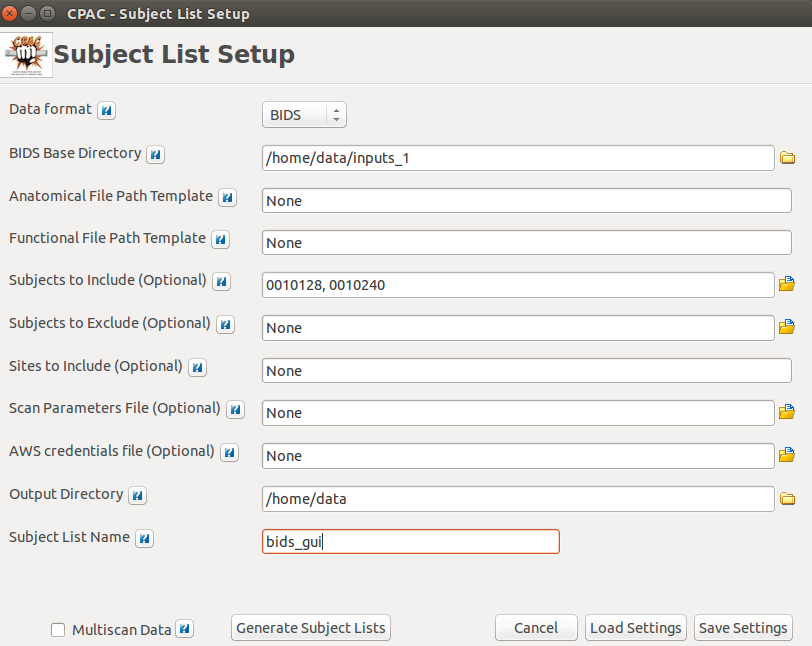 CPAC - Subject List Setup
CPAC
Subject List Setup
Data format ? BIDS
BIDS Base Directory ? /home/data/inputs_1
Anatomical File Path Template ? None
Functional File Path Template ? None
Subjects to Include (Optional) ? 0010128, 0010240
Subjects to Exclude (Optional) ? None
Sites to Include (Optional) ? None
Scan Parameters File (Optional) ? None
AWS credentials file (Optional) ? None
Output Directory ? /home/data
Subject List Name ? bids_gui
Multiscan Data ? Generate Subject Lists Cancel Load Settings Save Settings